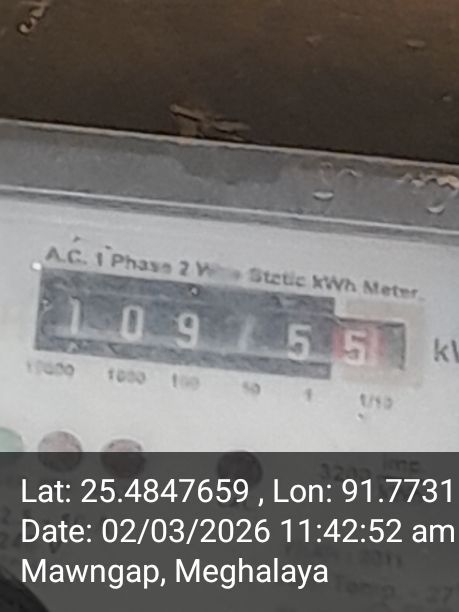 A.C. 1 Phase 2 Wire Static kWh Meter
1 0 9 5 5
10000 1000 100 10 1 1/10
Lat: 25.4847659 , Lon: 91.7731
Date: 02/03/2026 11:42:52 am
Mawngap, Meghalaya